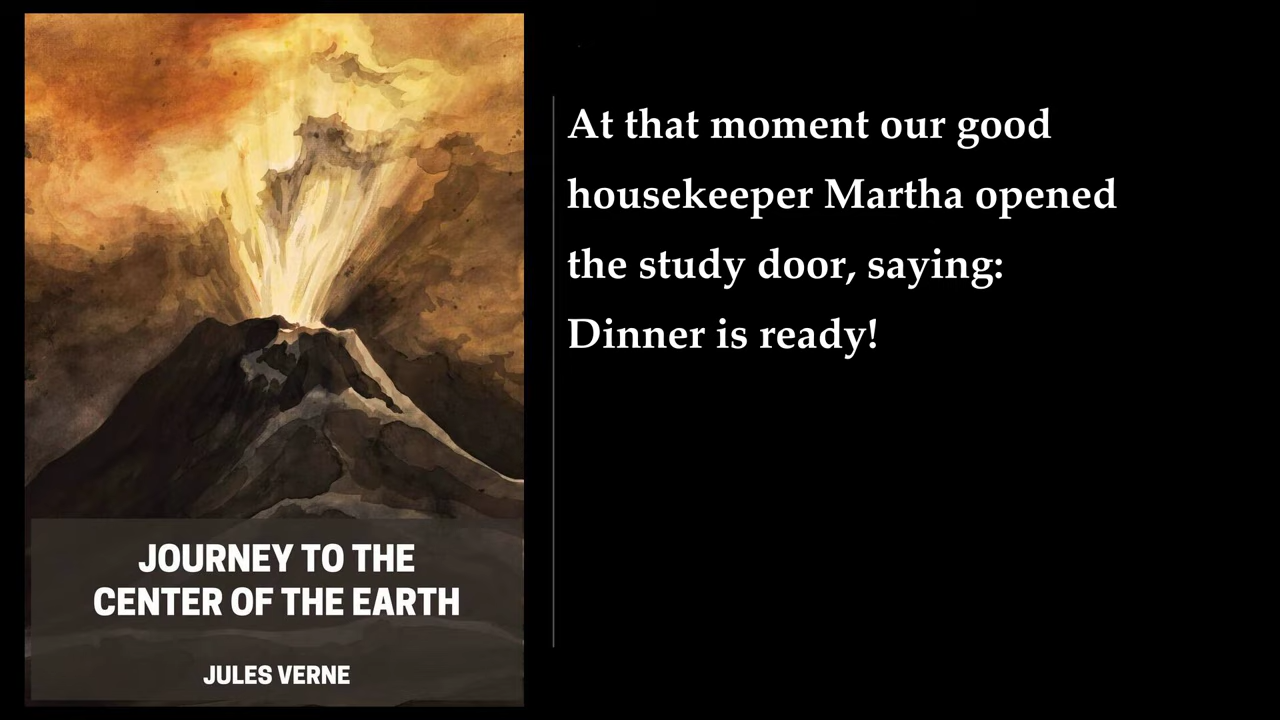 At that moment our good
housekeeper Martha opened
the study door, saying:
Dinner is ready!
JOURNEY TO THE
CENTER OF THE EARTH
JULES VERNE